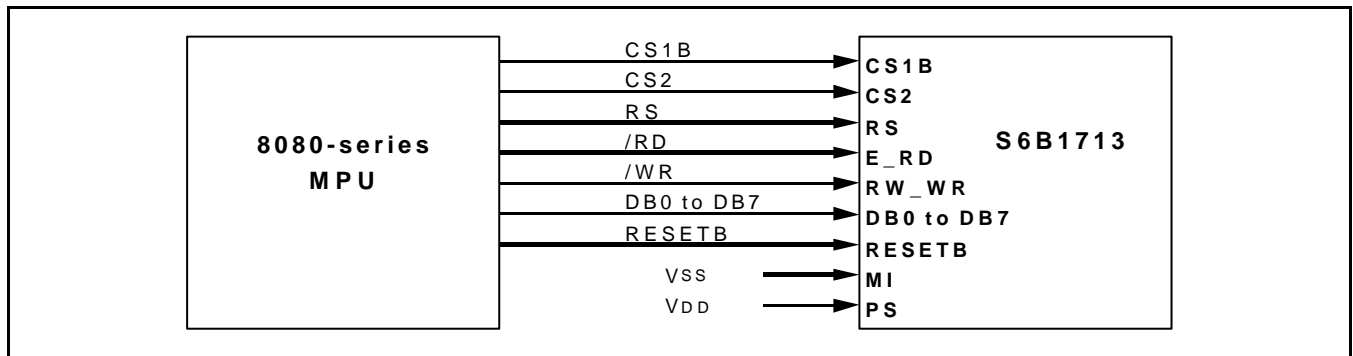 8080-series
MPU
CS1B
CS2
RS
/RD
/WR
DB0 to DB7
RESETB
VSS
VDD
CS1B
CS2
RS
E_RD
RW_WR
DB0 to DB7
RESETB
MI
PS
S6B1713